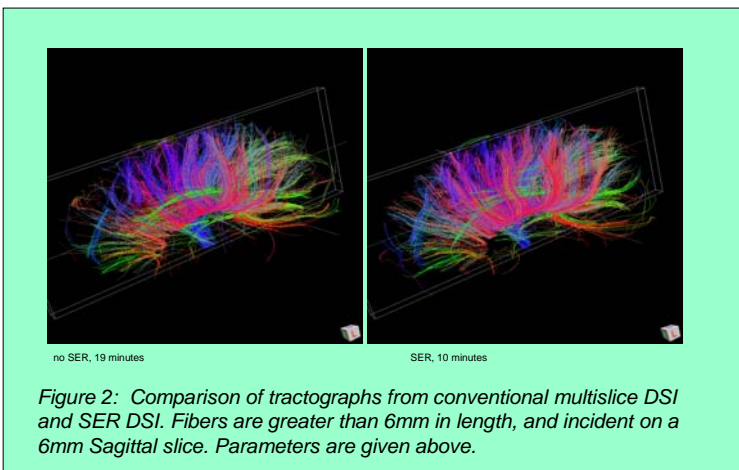 no SER, 19 minutes
SER, 10 minutes
Figure 2: Comparison of tractographs from conventional multislice DSI
and SER DSI. Fibers are greater than 6mm in length, and incident on a
6mm Sagittal slice. Parameters are given above.